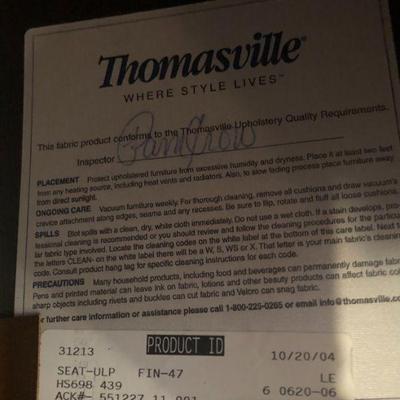 Thomasville®
WHERE STYLE LIVES™
This fabric product conforms to the Thomasville Upholstery Quality Requirements.
Inspector Pam Grow
PLACEMENT Protect upholstered furniture from excessive humidity and dryness. Place it at least two feet
from any heating source, including heat vents and radiators. Also, to slow fading process place furniture away
from direct sunlight.
ONGOING CARE Vacuum furniture weekly. For thorough cleaning, remove all cushions and draw vacuum's
crevice attachment along edges, seams and any recesses. Be sure to flip, rotate and fluff all loose cushions.
SPILLS Blot spills with a clean, dry, white cloth immediately. Do not use a wet cloth. If a stain develops, pro-
fessional cleaning is recommended or you should review and follow the cleaning procedures for the particu-
lar fabric type involved. Locate the cleaning codes on the white label at the bottom of this care label. Next t
the letters "CLEAN-" on the white label there will be a W, S, WS or X. That letter is your main fabric's cleanin
code. Consult product hang tag for specific cleaning instructions for each code.
PRECAUTIONS Many household products, including food and beverages can permanently damage fabr
Pens and printed material can leave ink on fabric, lotions and other beauty products can affect fabric col
sharp objects including rivets and buckles can cut fabric and Velcro can snag fabric.
r further care information or assistance please call 1-800-225-0265 or email info@thomasville.co
31213 PRODUCT ID 10/20/04
SEAT-ULP FIN-47 LE
HS698 439 6 0620-06
ACK#- 551227 11 001